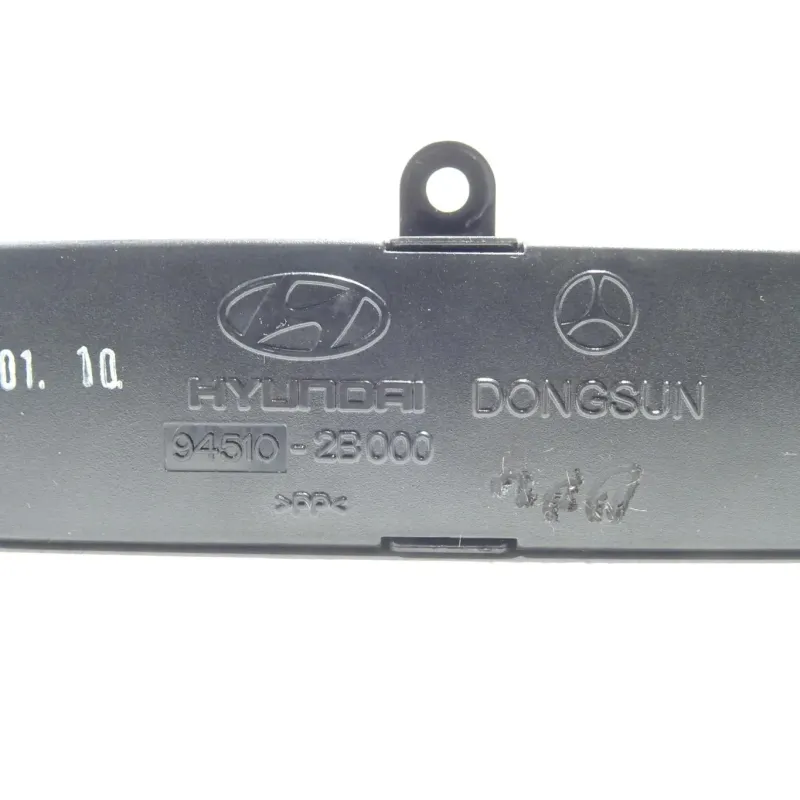 01. 10.
HYUNDAI DONGSUN
94510-2B000
>PP<